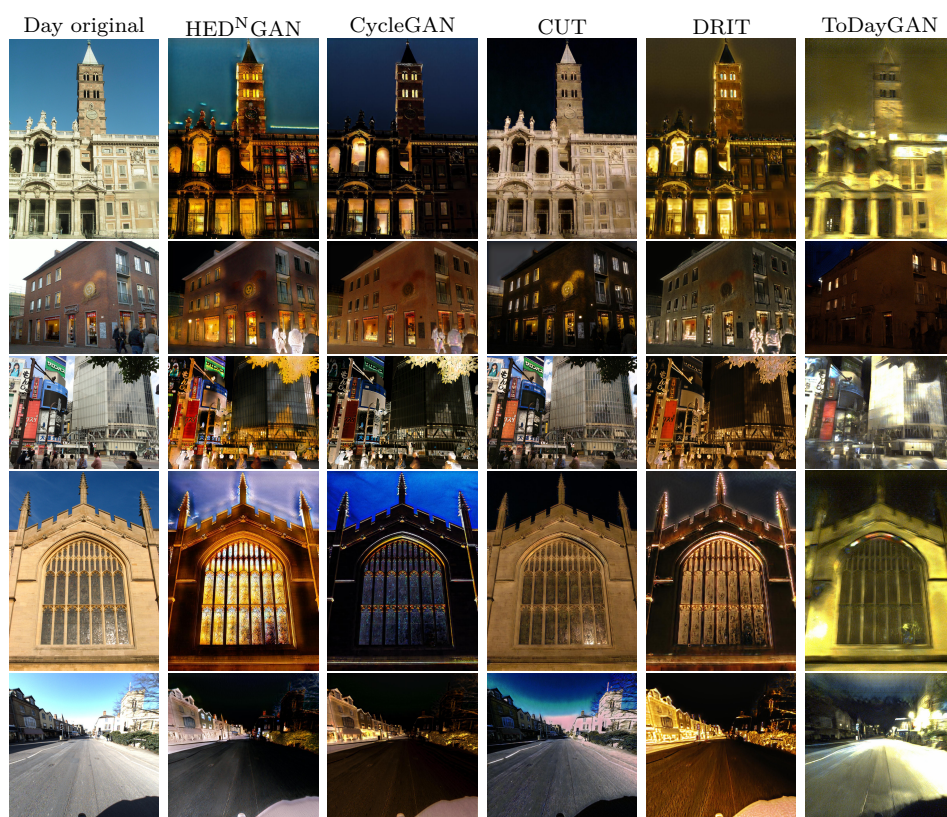 Day original
HEDᴺGAN
CycleGAN
CUT
DRIT
ToDayGAN